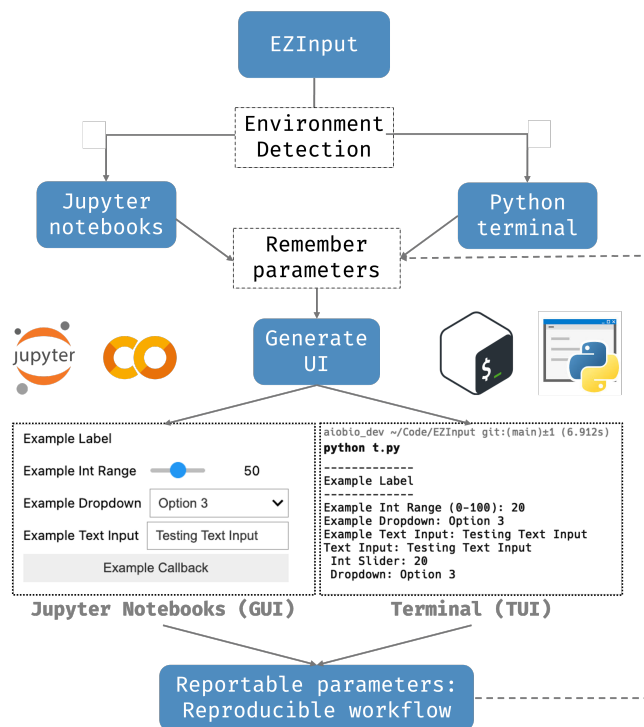 EZInput
Environment
Detection
Jupyter
notebooks
Python
terminal
Remember
parameters
Generate
UI
jupyter
$_
Example Label
Example Int Range 50
Example Dropdown Option 3
Example Text Input Testing Text Input
Example Callback
aiobio_dev ~/Code/EZInput git:(main)±1 (6.912s)
python t.py
-------------
Example Label
-------------
Example Int Range (0-100): 20
Example Dropdown: Option 3
Example Text Input: Testing Text Input
Text Input: Testing Text Input
Int Slider: 20
Dropdown: Option 3
Jupyter Notebooks (GUI)
Terminal (TUI)
Reportable parameters:
Reproducible workflow